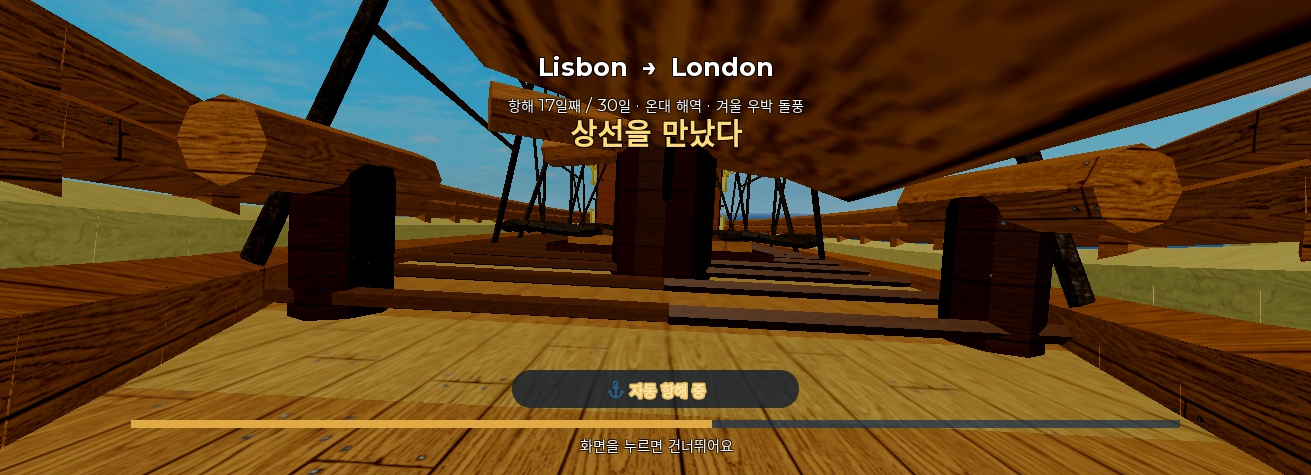 Lisbon → London
항해 17일째 / 30일 · 온대 해역 · 겨울 우박 돌풍
상선을 만났다
⚓ 자동 항해 중
화면을 누르면 건너뛰어요